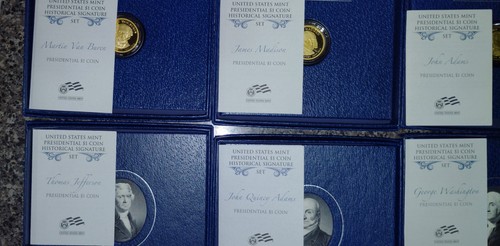 UNITED STATES MINT
PRESIDENTIAL $1 COIN
HISTORICAL SIGNATURE
SET
Martin Van Buren
PRESIDENTIAL $1 COIN
UNITED STATES MINT
PRESIDENTIAL $1 COIN
HISTORICAL SIGNATURE
SET
James Madison
PRESIDENTIAL $1 COIN
UNITED STATES MINT
PRESIDENTIAL $1 COIN
HISTORICAL SIGNATURE
SET
John Adams
PRESIDENTIAL $1 COIN
UNITED STATES MINT
PRESIDENTIAL $1 COIN
HISTORICAL SIGNATURE
SET
Thomas Jefferson
PRESIDENTIAL $1 COIN
UNITED STATES MINT
PRESIDENTIAL $1 COIN
HISTORICAL SIGNATURE
SET
John Quincy Adams
PRESIDENTIAL $1 COIN
UNITED STATES MINT
PRESIDENTIAL $1 COIN
HISTORICAL SIGNATURE
SET
George Washington
PRESIDENTIAL $1 COIN